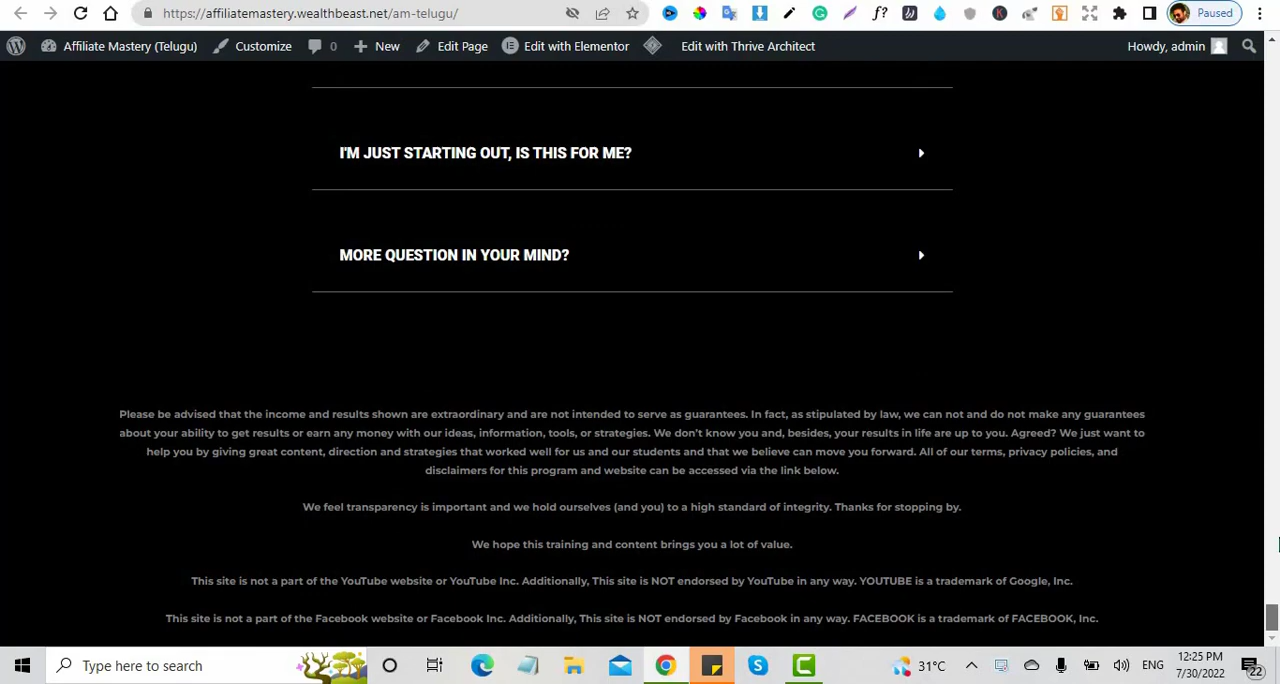 https://affiliatemastery.wealthbeast.net/am-telugu/
Paused
Affiliate Mastery (Telugu)
Customize
0
New
Edit Page
Edit with Elementor
Edit with Thrive Architect
Howdy, admin
I'M JUST STARTING OUT, IS THIS FOR ME?
MORE QUESTION IN YOUR MIND?
Please be advised that the income and results shown are extraordinary and are not intended to serve as guarantees. In fact, as stipulated by law, we can not and do not make any guarantees
about your ability to get results or earn any money with our ideas, information, tools, or strategies. We don't know you and, besides, your results in life are up to you. Agreed? We just want to
help you by giving great content, direction and strategies that worked well for us and our students and that we believe can move you forward. All of our terms, privacy policies, and
disclaimers for this program and website can be accessed via the link below.
We feel transparency is important and we hold ourselves (and you) to a high standard of integrity. Thanks for stopping by.
We hope this training and content brings you a lot of value.
This site is not a part of the YouTube website or YouTube Inc. Additionally, This site is NOT endorsed by YouTube in any way. YOUTUBE is a trademark of Google, Inc.
This site is not a part of the Facebook website or Facebook Inc. Additionally, This site is NOT endorsed by Facebook in any way. FACEBOOK is a trademark of FACEBOOK, Inc.
Type here to search
31°C
ENG
12:25 PM
7/30/2022
22